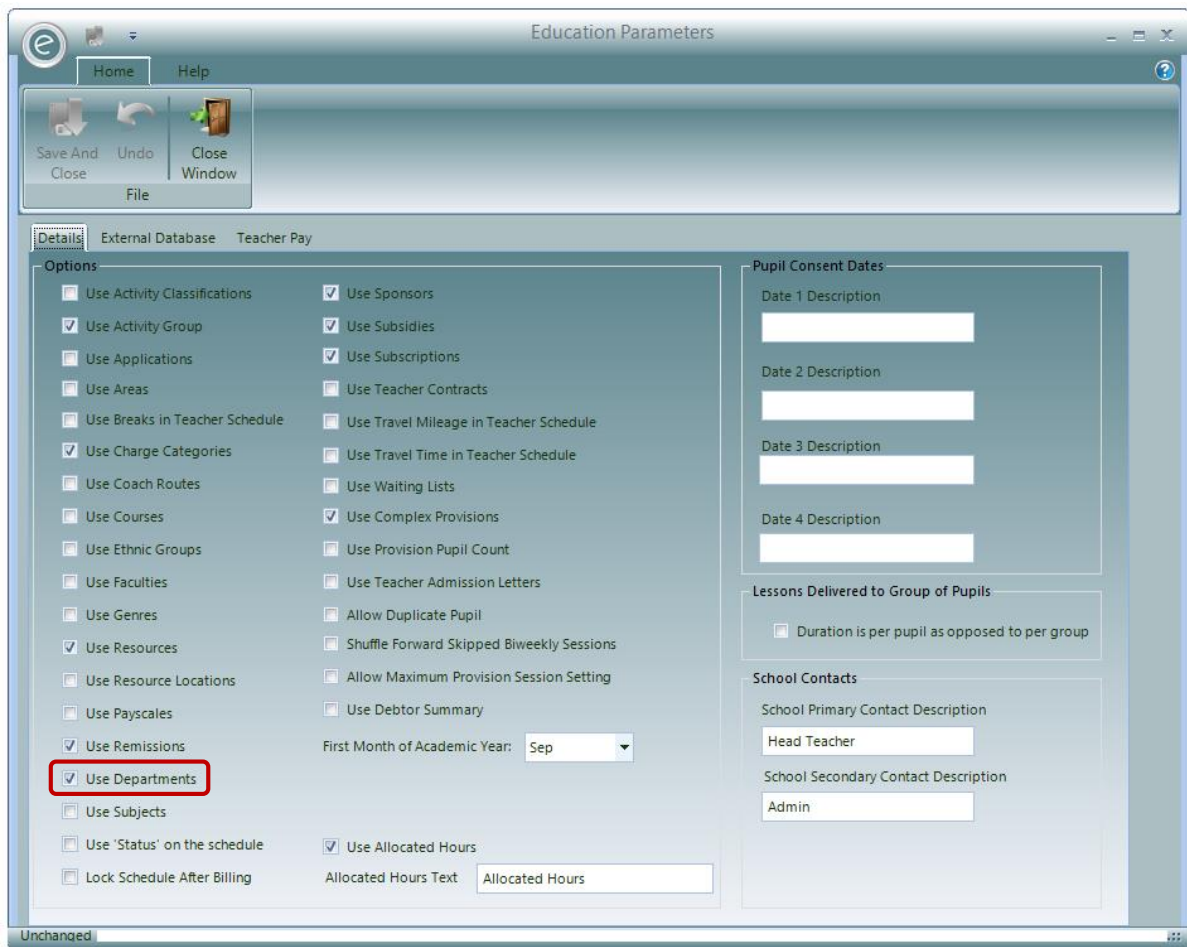 Education Parameters
e
Home Help
Save And Close
Undo
Close Window
File
Details External Database Teacher Pay
Options
Use Activity Classifications
Use Activity Group
Use Applications
Use Areas
Use Breaks in Teacher Schedule
Use Charge Categories
Use Coach Routes
Use Courses
Use Ethnic Groups
Use Faculties
Use Genres
Use Resources
Use Resource Locations
Use Payscales
Use Remissions
Use Departments
Use Subjects
Use 'Status' on the schedule
Lock Schedule After Billing
Use Sponsors
Use Subsidies
Use Subscriptions
Use Teacher Contracts
Use Travel Mileage in Teacher Schedule
Use Travel Time in Teacher Schedule
Use Waiting Lists
Use Complex Provisions
Use Provision Pupil Count
Use Teacher Admission Letters
Allow Duplicate Pupil
Shuffle Forward Skipped Biweekly Sessions
Allow Maximum Provision Session Setting
Use Debtor Summary
First Month of Academic Year: Sep
Use Allocated Hours
Allocated Hours Text Allocated Hours
Pupil Consent Dates
Date 1 Description
Date 2 Description
Date 3 Description
Date 4 Description
Lessons Delivered to Group of Pupils
Duration is per pupil as opposed to per group
School Contacts
School Primary Contact Description
Head Teacher
School Secondary Contact Description
Admin
Unchanged